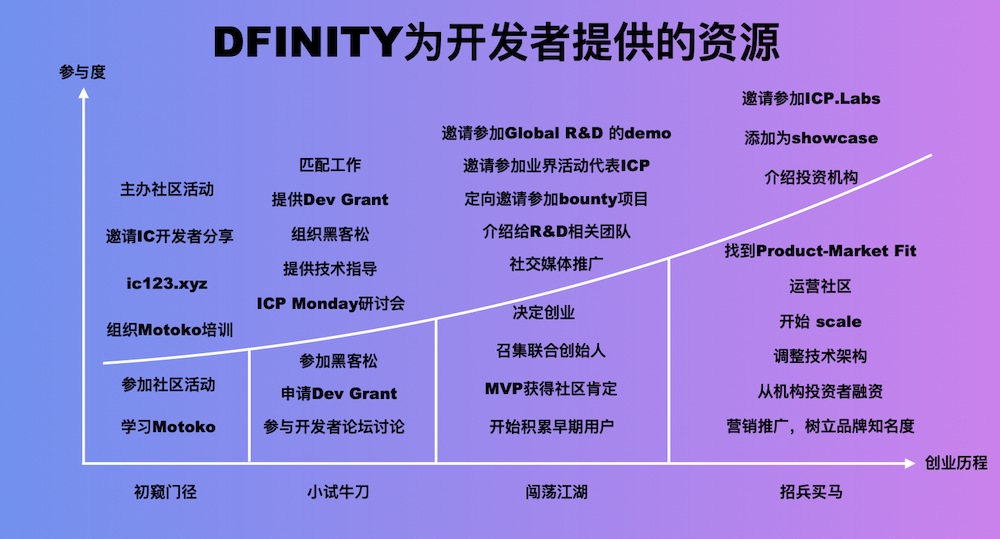 DFINITY为开发者提供的资源
参与度
主办社区活动
邀请IC开发者分享
ic123.xyz
组织Motoko培训
参加社区活动
学习Motoko
匹配工作
提供Dev Grant
组织黑客松
提供技术指导
ICP Monday研讨会
参加黑客松
申请Dev Grant
参与开发者论坛讨论
邀请参加Global R&D 的demo
邀请参加业界活动代表ICP
定向邀请参加bounty项目
介绍给R&D相关团队
社交媒体推广
决定创业
召集联合创始人
MVP获得社区肯定
开始积累早期用户
邀请参加ICP.Labs
添加为showcase
介绍投资机构
找到Product-Market Fit
运营社区
开始 scale
调整技术架构
从机构投资者融资
营销推广，树立品牌知名度
创业历程
初窥门径
小试牛刀
闯荡江湖
招兵买马